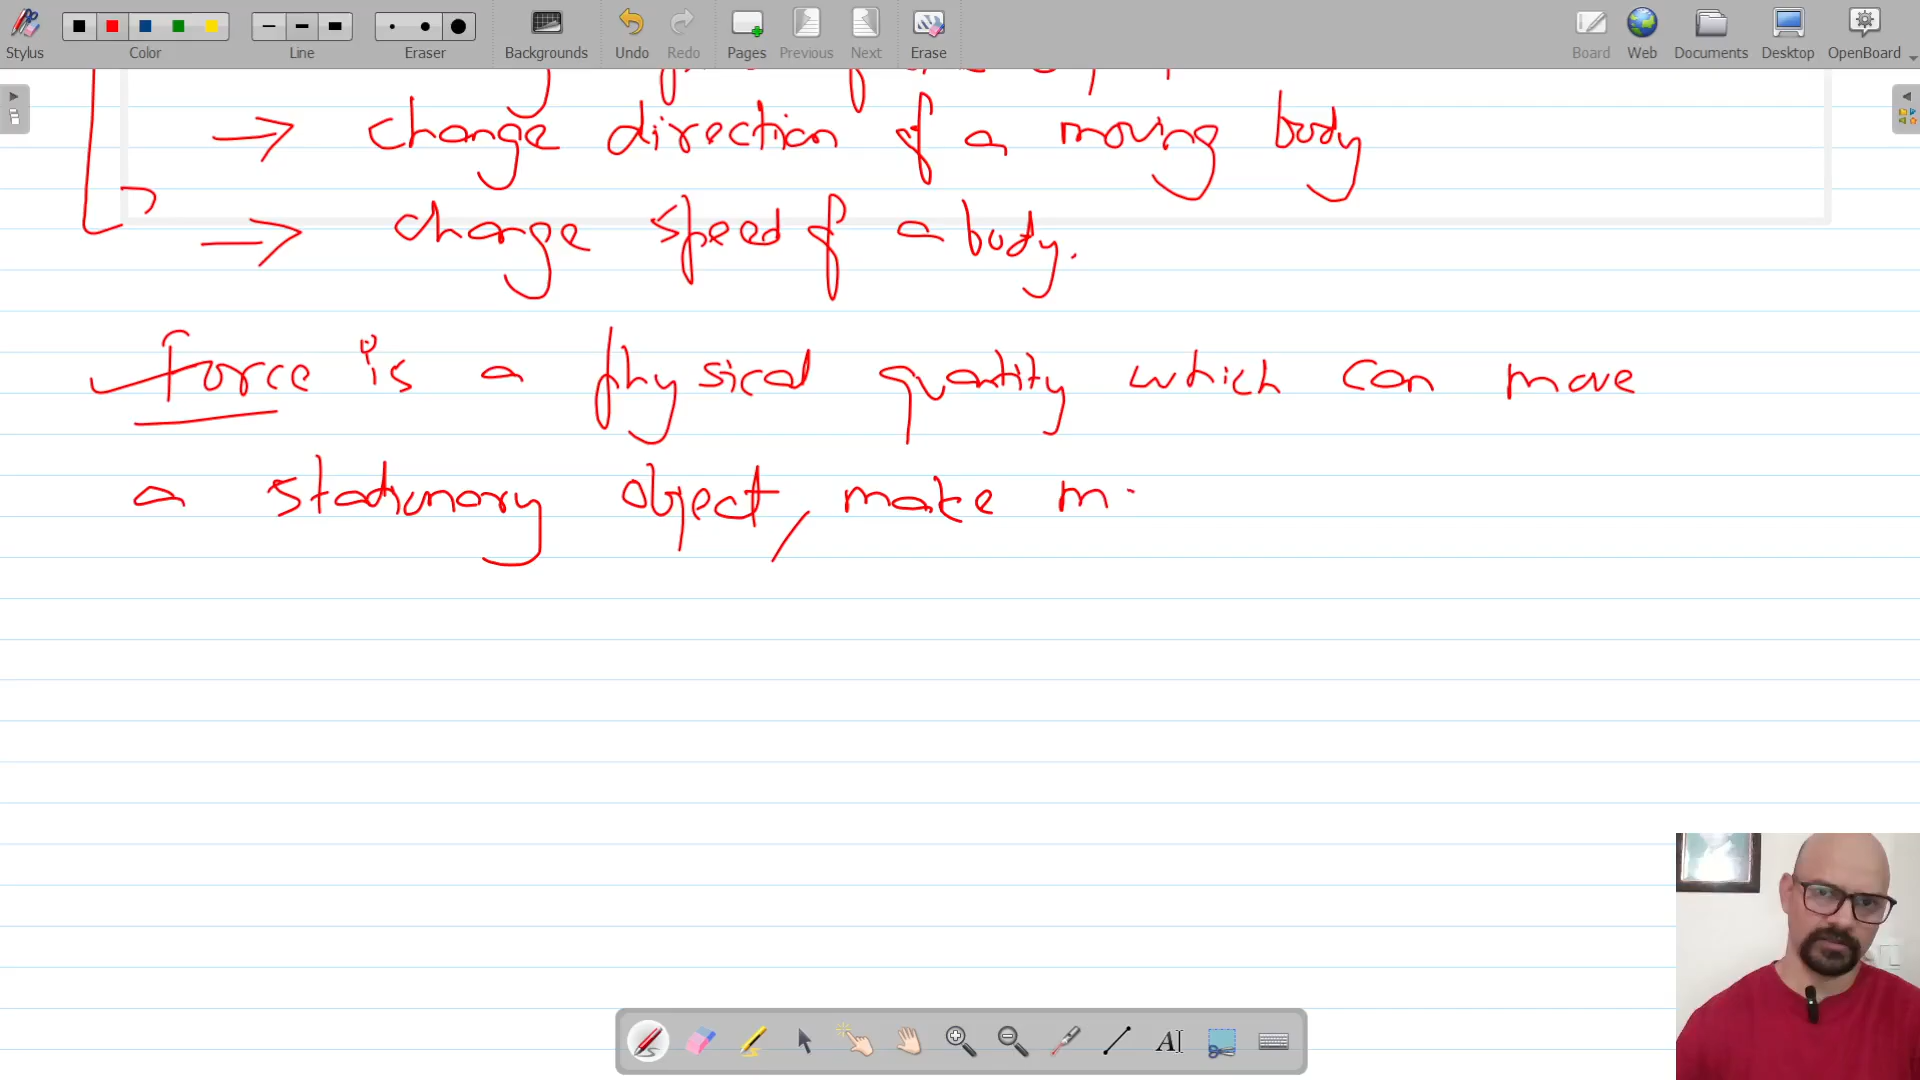 Stylus Color Line Eraser Backgrounds Undo Redo Pages Previous Next Erase Board Web Documents Desktop OpenBoard
→ change direction of a moving body
→ change speed of a body.
Force is a physical quantity which can move
a stationary object, make m